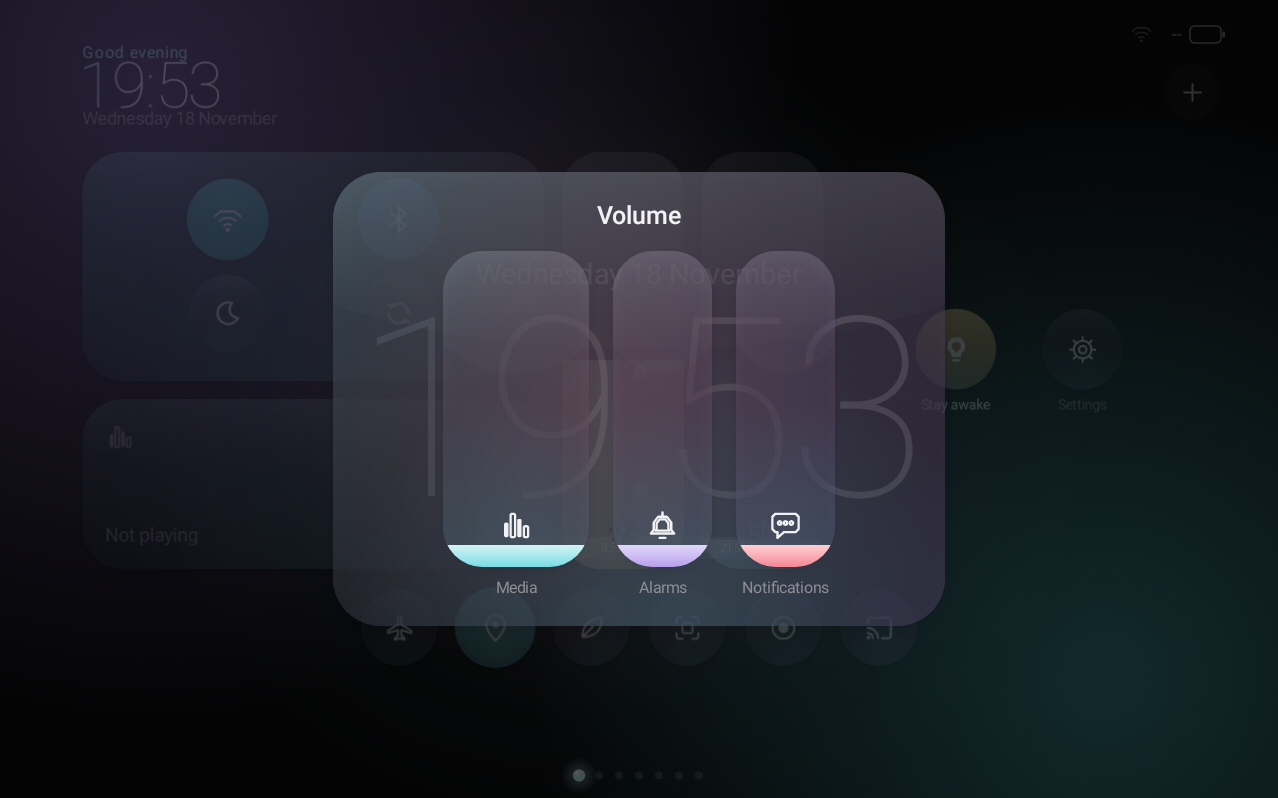 Good evening
19:53
Wednesday 18 November
--
Volume
Wednesday 18 November
19:53
Stay awake
Settings
Not playing
Media
Alarms
Notifications